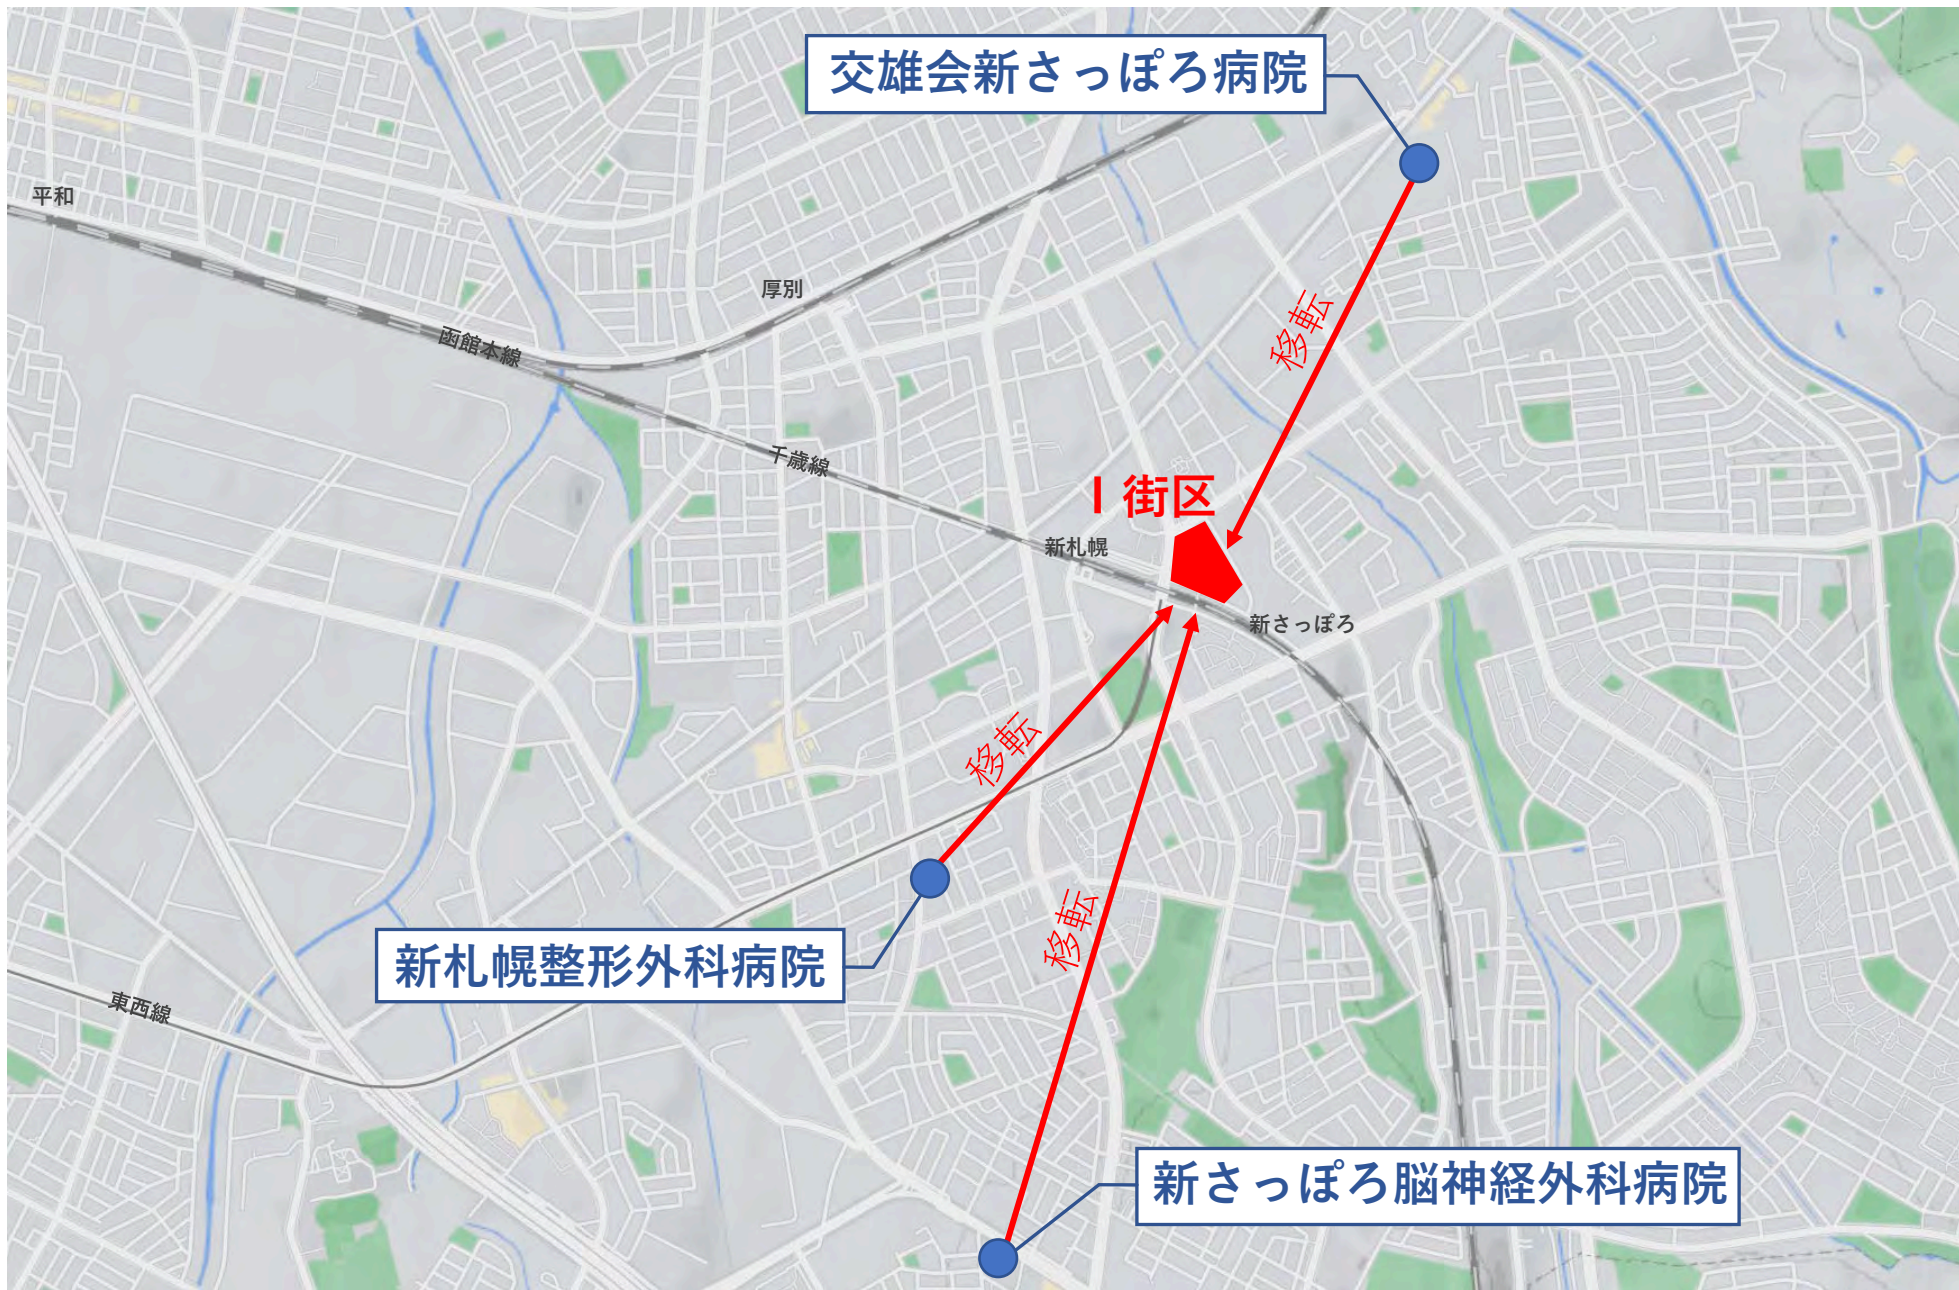 交雄会新さっぽろ病院
平和
厚別
移転
函館本線
千歳線
I 街区
新札幌
新さっぽろ
移転
移転
新札幌整形外科病院
東西線
新さっぽろ脳神経外科病院